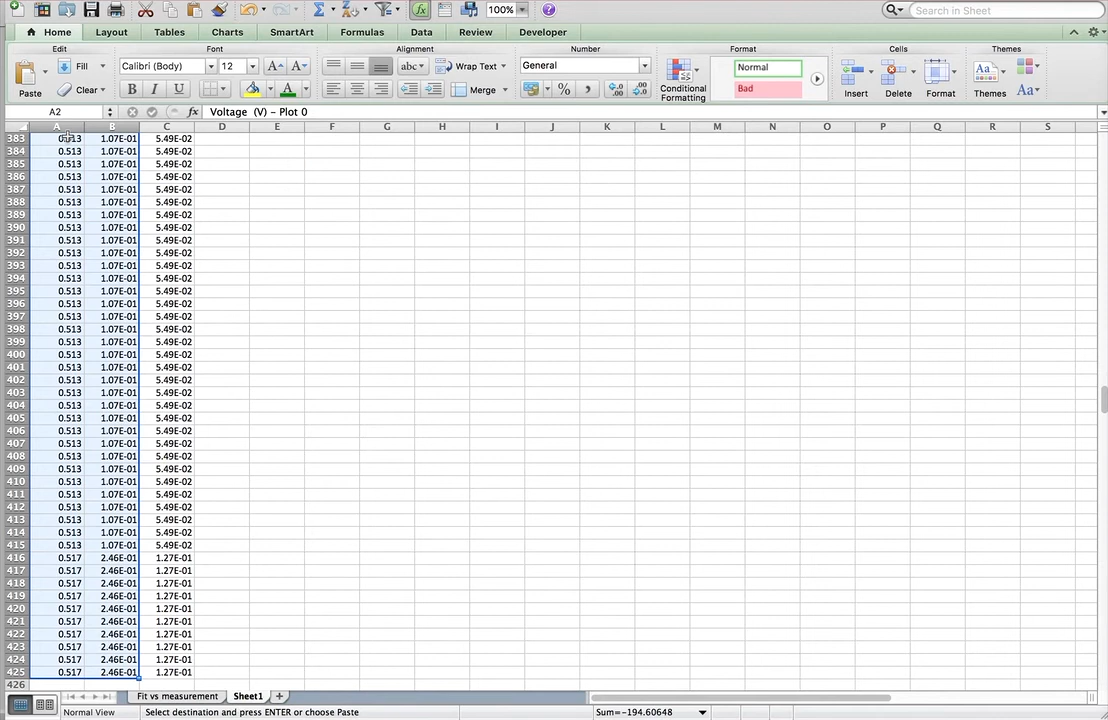 100%
Search in Sheet
Home Layout Tables Charts SmartArt Formulas Data Review Developer
Edit Font Alignment Number Format Cells Themes
Fill Calibri (Body) 12 A A abc Wrap Text General Normal
Paste Clear B I U A Merge % Conditional Formatting Bad Insert Delete Format Themes Aa
A2 fx Voltage (V) - Plot 0
A B C D E F G H I J K L M N O P Q R S
383 0.513 1.07E-01 5.49E-02
384 0.513 1.07E-01 5.49E-02
385 0.513 1.07E-01 5.49E-02
386 0.513 1.07E-01 5.49E-02
387 0.513 1.07E-01 5.49E-02
388 0.513 1.07E-01 5.49E-02
389 0.513 1.07E-01 5.49E-02
390 0.513 1.07E-01 5.49E-02
391 0.513 1.07E-01 5.49E-02
392 0.513 1.07E-01 5.49E-02
393 0.513 1.07E-01 5.49E-02
394 0.513 1.07E-01 5.49E-02
395 0.513 1.07E-01 5.49E-02
396 0.513 1.07E-01 5.49E-02
397 0.513 1.07E-01 5.49E-02
398 0.513 1.07E-01 5.49E-02
399 0.513 1.07E-01 5.49E-02
400 0.513 1.07E-01 5.49E-02
401 0.513 1.07E-01 5.49E-02
402 0.513 1.07E-01 5.49E-02
403 0.513 1.07E-01 5.49E-02
404 0.513 1.07E-01 5.49E-02
405 0.513 1.07E-01 5.49E-02
406 0.513 1.07E-01 5.49E-02
407 0.513 1.07E-01 5.49E-02
408 0.513 1.07E-01 5.49E-02
409 0.513 1.07E-01 5.49E-02
410 0.513 1.07E-01 5.49E-02
411 0.513 1.07E-01 5.49E-02
412 0.513 1.07E-01 5.49E-02
413 0.513 1.07E-01 5.49E-02
414 0.513 1.07E-01 5.49E-02
415 0.513 1.07E-01 5.49E-02
416 0.517 2.46E-01 1.27E-01
417 0.517 2.46E-01 1.27E-01
418 0.517 2.46E-01 1.27E-01
419 0.517 2.46E-01 1.27E-01
420 0.517 2.46E-01 1.27E-01
421 0.517 2.46E-01 1.27E-01
422 0.517 2.46E-01 1.27E-01
423 0.517 2.46E-01 1.27E-01
424 0.517 2.46E-01 1.27E-01
425 0.517 2.46E-01 1.27E-01
426
Fit vs measurement Sheet1
Normal View Select destination and press ENTER or choose Paste Sum=-194.60648